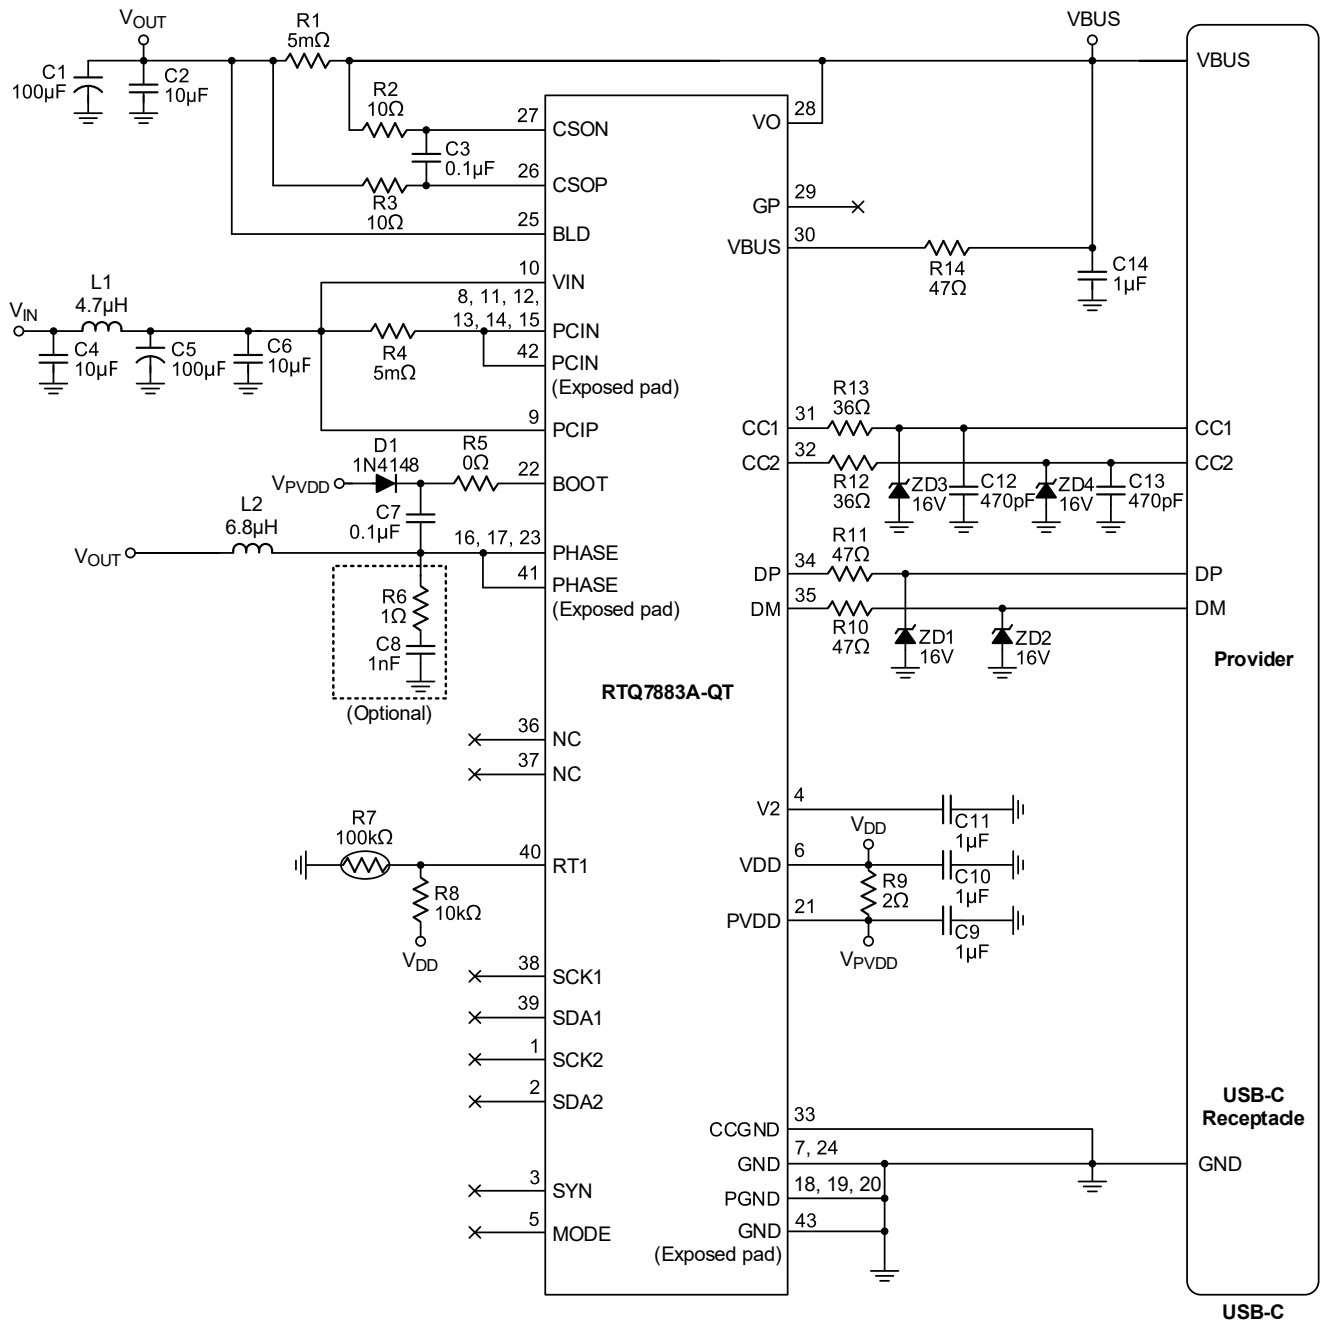 VOUT
R1
5mΩ
VBUS
C1
100µF
C2
10µF
VBUS
R2
10Ω
27
CSON
28
VO
C3
0.1µF
26
CSOP
R3
10Ω
29
GP
25
BLD
30
VBUS
R14
47Ω
C14
1µF
10
VIN
L1
4.7µH
VIN
8, 11, 12,
13, 14, 15
PCIN
C4
10µF
C5
100µF
C6
10µF
R4
5mΩ
42
PCIN
(Exposed pad)
9
PCIP
R13
36Ω
31
CC1
CC1
32
CC2
CC2
R12
36Ω
ZD3
16V
C12
470pF
ZD4
16V
C13
470pF
D1
1N4148
R5
0Ω
VPVDD
22
BOOT
C7
0.1µF
L2
6.8µH
VOUT
16, 17, 23
PHASE
41
PHASE
(Exposed pad)
R11
47Ω
34
DP
DP
35
DM
DM
R10
47Ω
ZD1
16V
ZD2
16V
R6
1Ω
C8
1nF
(Optional)
Provider
RTQ7883A-QT
36
NC
37
NC
4
V2
C11
1µF
VDD
6
VDD
C10
1µF
R9
2Ω
21
PVDD
C9
1µF
VPVDD
R7
100kΩ
40
RT1
R8
10kΩ
VDD
38
SCK1
39
SDA1
1
SCK2
2
SDA2
3
SYN
5
MODE
33
CCGND
7, 24
GND
18, 19, 20
PGND
43
GND
(Exposed pad)
USB-C
Receptacle
GND
USB-C